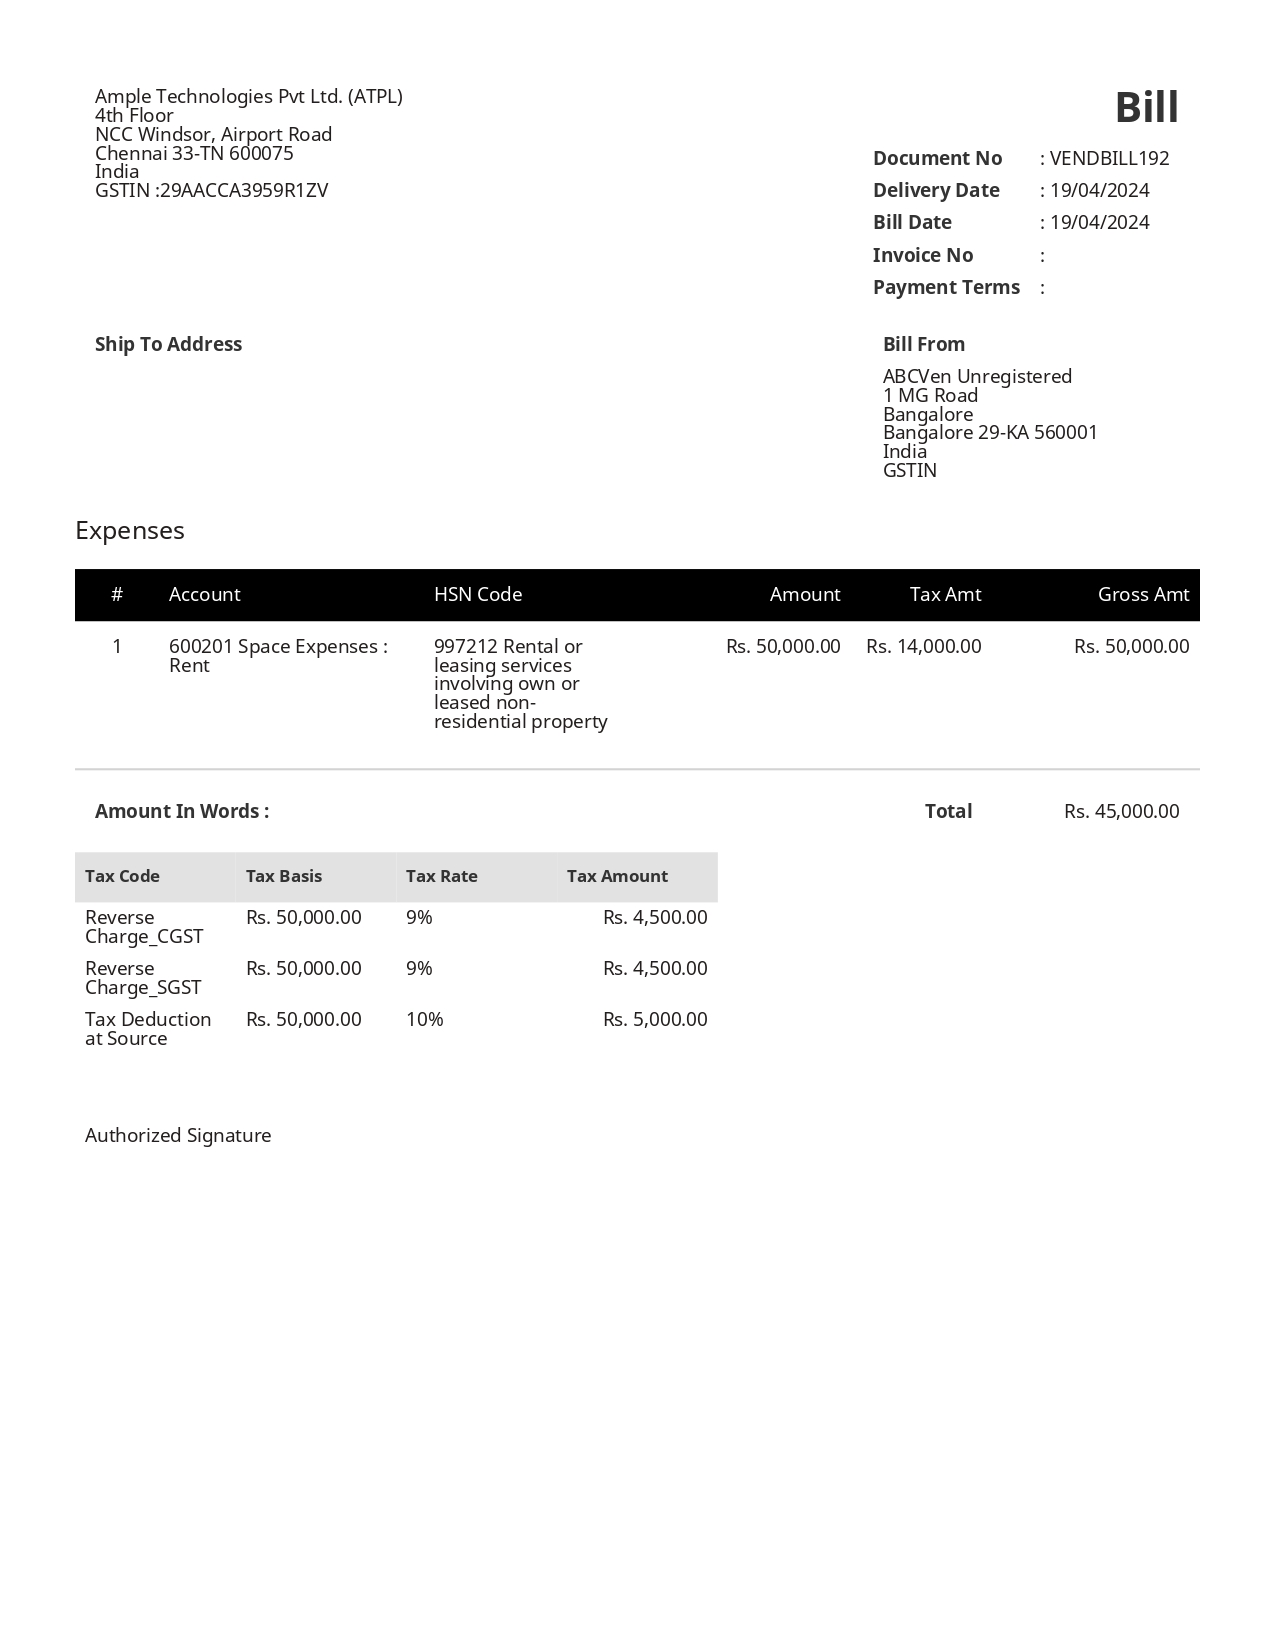 Ample Technologies Pvt Ltd. (ATPL)
4th Floor
NCC Windsor, Airport Road
Chennai 33-TN 600075
India
GSTIN :29AACCA3959R1ZV
Bill
Document No : VENDBILL192
Delivery Date : 19/04/2024
Bill Date : 19/04/2024
Invoice No :
Payment Terms :
Ship To Address
Bill From
ABCVen Unregistered
1 MG Road
Bangalore
Bangalore 29-KA 560001
India
GSTIN
Expenses
# Account HSN Code Amount Tax Amt Gross Amt
1 600201 Space Expenses : 997212 Rental or Rs. 50,000.00 Rs. 14,000.00 Rs. 50,000.00
Rent leasing services
involving own or
leased non-
residential property
Amount In Words : Total Rs. 45,000.00
Tax Code Tax Basis Tax Rate Tax Amount
Reverse Rs. 50,000.00 9% Rs. 4,500.00
Charge_CGST
Reverse Rs. 50,000.00 9% Rs. 4,500.00
Charge_SGST
Tax Deduction Rs. 50,000.00 10% Rs. 5,000.00
at Source
Authorized Signature